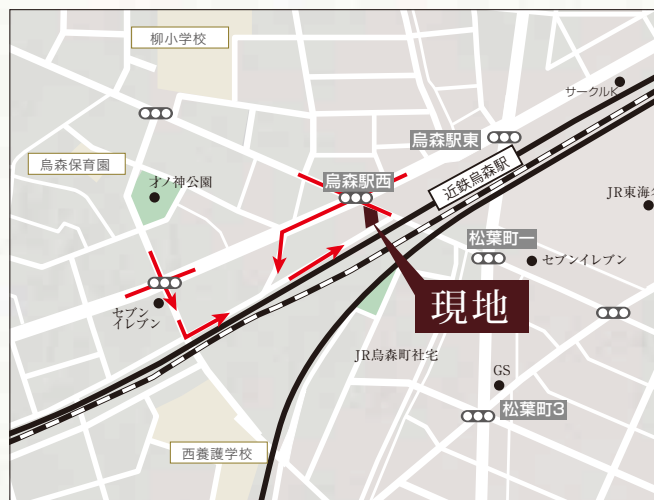 柳小学校
サークルK
烏森駅東
烏森保育園
才ノ神公園
烏森駅西
近鉄烏森駅
JR東海名
松葉町一
セブンイレブン
セブン
イレブン
現地
JR烏森町社宅
GS
松葉町3
西養護学校